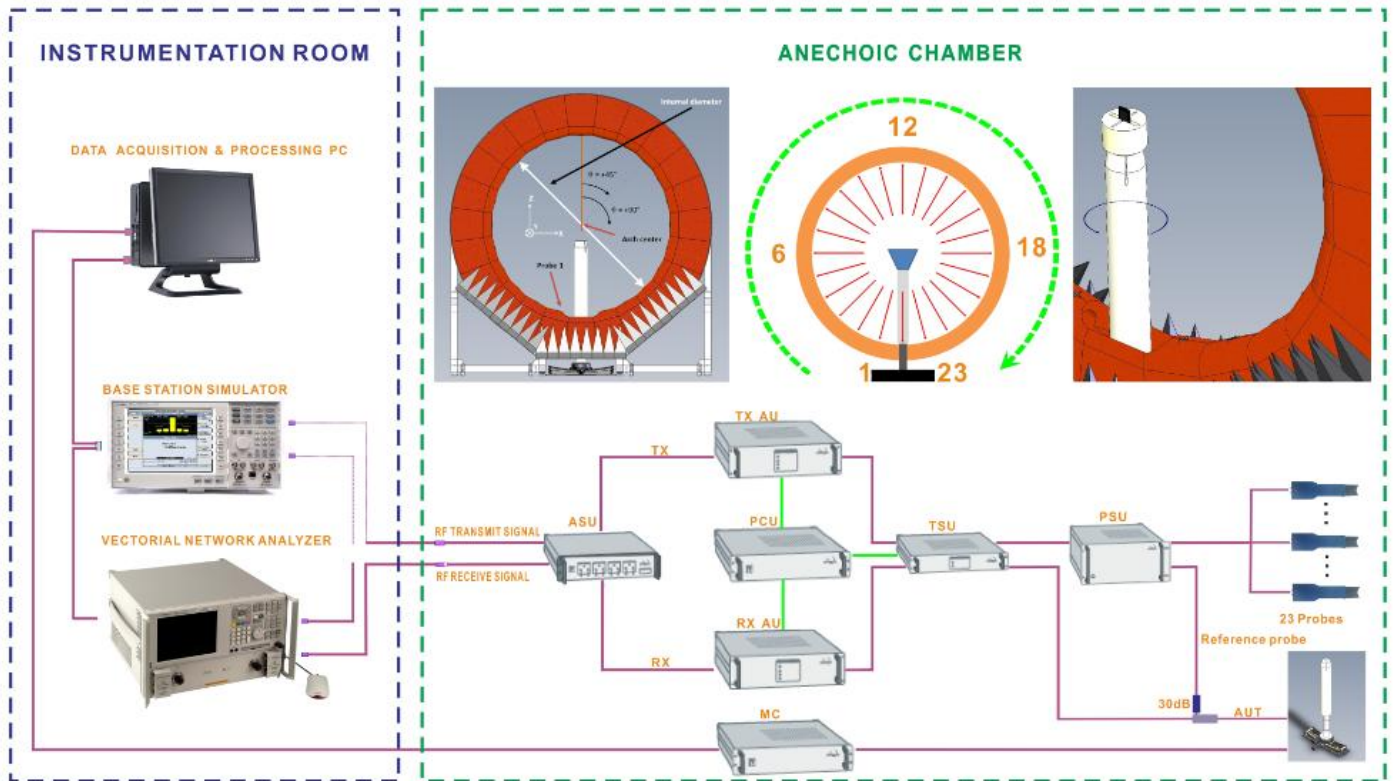 INSTRUMENTATION ROOM
DATA ACQUISITION & PROCESSING PC
BASE STATION SIMULATOR
VECTORIAL NETWORK ANALYZER
ANECHOIC CHAMBER
Internal diameter
θ = +45°
θ = +90°
Z
Y
X
Arch center
Probe 1
12
6
18
1
23
TX AU
TX
ASU
PCU
TSU
PSU
RF TRANSMIT SIGNAL
RF RECEIVE SIGNAL
RX AU
RX
23 Probes
Reference probe
30dB
AUT
MC